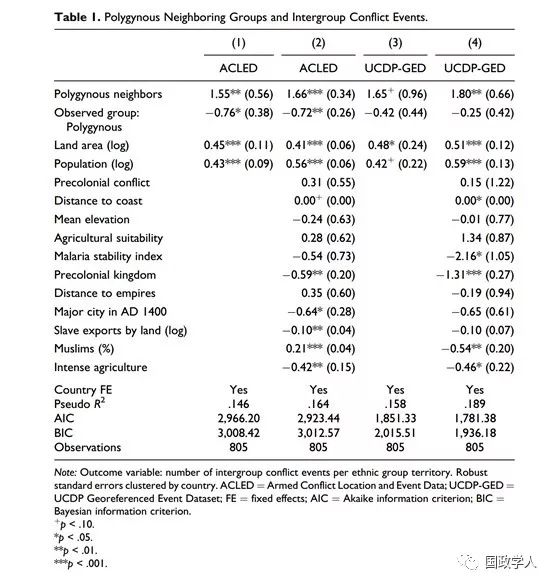 Table 1. Polygynous Neighboring Groups and Intergroup Conflict Events.
(1) (2) (3) (4)
ACLED ACLED UCDP-GED UCDP-GED
Polygynous neighbors 1.55** (0.56) 1.66*** (0.34) 1.65+ (0.96) 1.80** (0.66)
Observed group: −0.76* (0.38) −0.72** (0.26) −0.42 (0.44) −0.25 (0.42)
Polygynous
Land area (log) 0.45*** (0.11) 0.41*** (0.06) 0.48* (0.24) 0.51*** (0.12)
Population (log) 0.43*** (0.09) 0.56*** (0.06) 0.42+ (0.22) 0.59*** (0.13)
Precolonial conflict 0.31 (0.55) 0.15 (1.22)
Distance to coast 0.00+ (0.00) 0.00* (0.00)
Mean elevation −0.24 (0.63) −0.01 (0.77)
Agricultural suitability 0.28 (0.62) 1.34 (0.87)
Malaria stability index −0.54 (0.73) −2.16* (1.05)
Precolonial kingdom −0.59** (0.20) −1.31*** (0.27)
Distance to empires 0.35 (0.60) −0.19 (0.94)
Major city in AD 1400 −0.64* (0.28) −0.65 (0.61)
Slave exports by land (log) −0.10** (0.04) −0.10 (0.07)
Muslims (%) 0.21*** (0.04) −0.54** (0.20)
Intense agriculture −0.42** (0.15) −0.46* (0.22)
Country FE Yes Yes Yes Yes
Pseudo R2 .146 .164 .158 .189
AIC 2,966.20 2,923.44 1,851.33 1,781.38
BIC 3,008.42 3,012.57 2,015.51 1,936.18
Observations 805 805 805 805
Note: Outcome variable: number of intergroup conflict events per ethnic group territory. Robust
standard errors clustered by country. ACLED = Armed Conflict Location and Event Data; UCDP-GED =
UCDP Georeferenced Event Dataset; FE = fixed effects; AIC = Akaike information criterion; BIC =
Bayesian information criterion.
+p < .10.
*p < .05.
**p < .01.
***p < .001.
国政学人